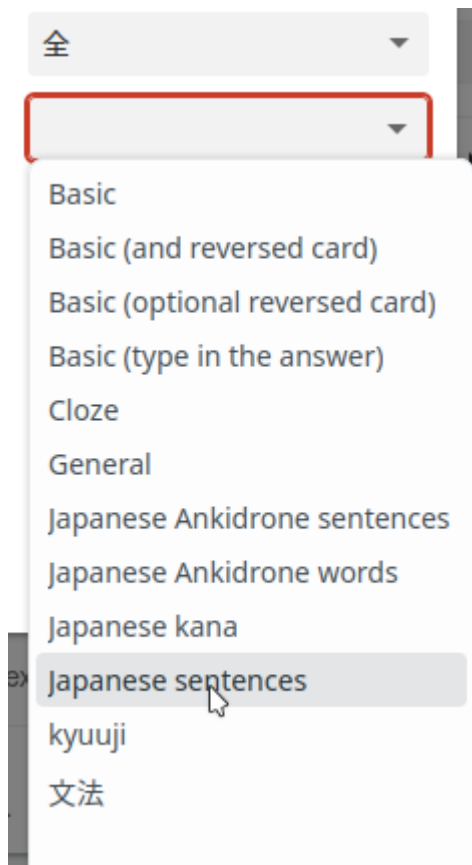 全
Basic
Basic (and reversed card)
Basic (optional reversed card)
Basic (type in the answer)
Cloze
General
Japanese Ankidrone sentences
Japanese Ankidrone words
Japanese kana
Japanese sentences
kyuuji
文法